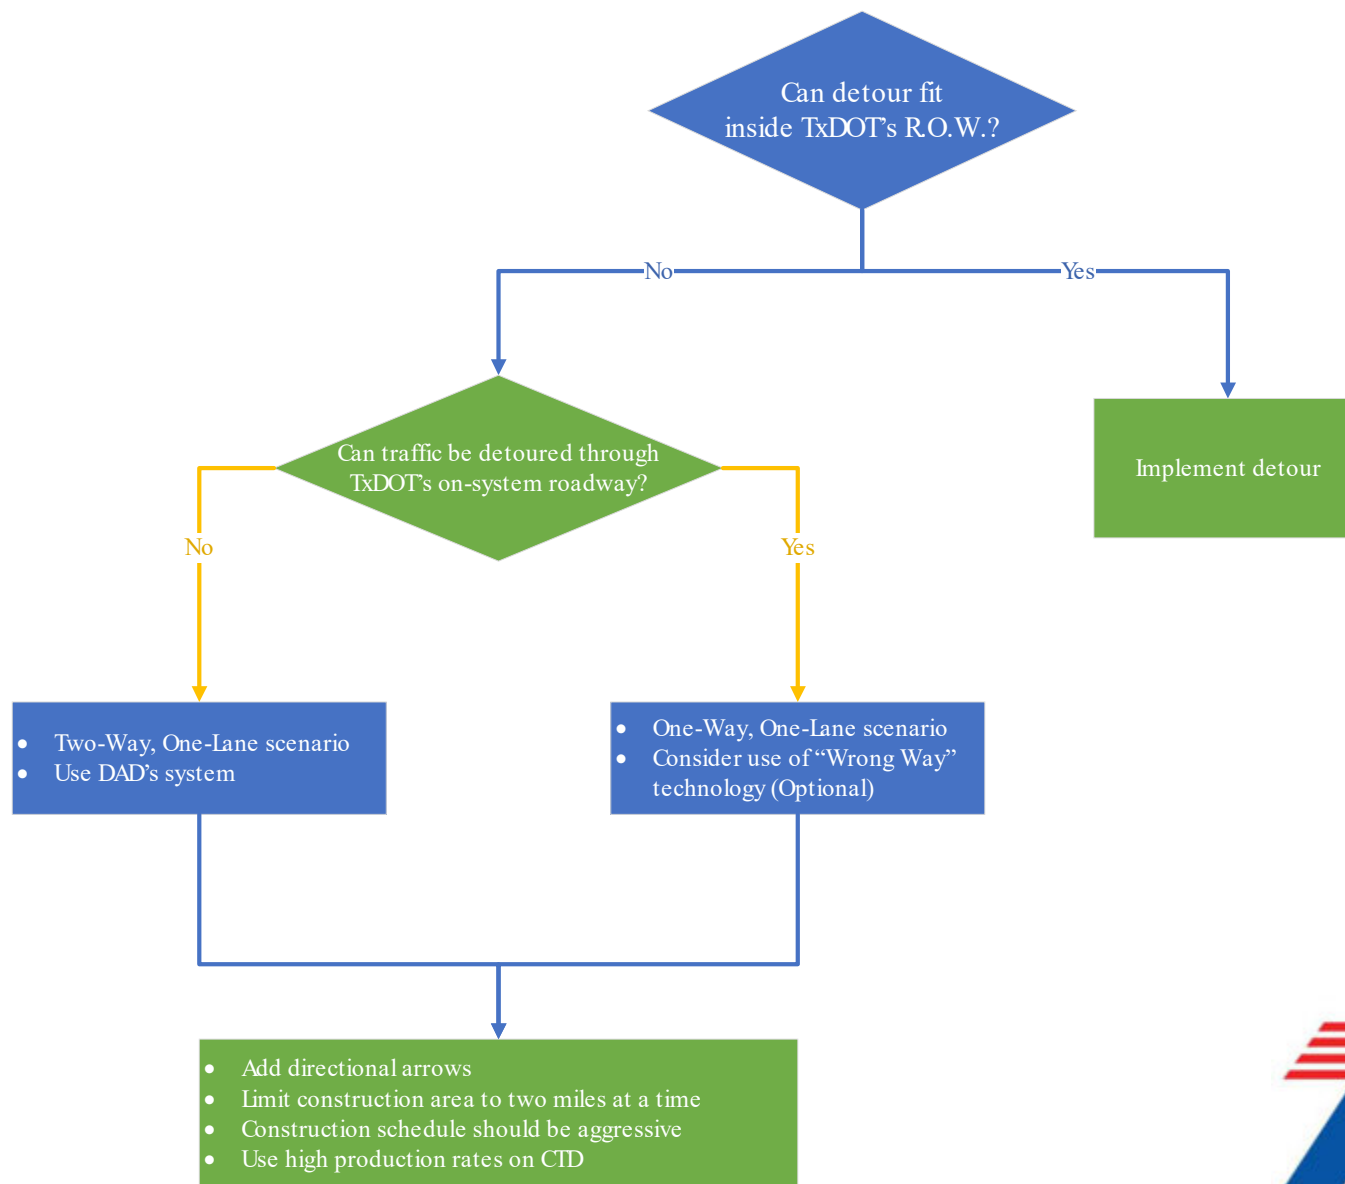 Can detour fit
inside TxDOT's R.O.W.?
No
Yes
Can traffic be detoured through
TxDOT's on-system roadway?
Implement detour
No
Yes
• Two-Way, One-Lane scenario
• Use DAD's system
• One-Way, One-Lane scenario
• Consider use of “Wrong Way”
technology (Optional)
• Add directional arrows
• Limit construction area to two miles at a time
• Construction schedule should be aggressive
• Use high production rates on CTD